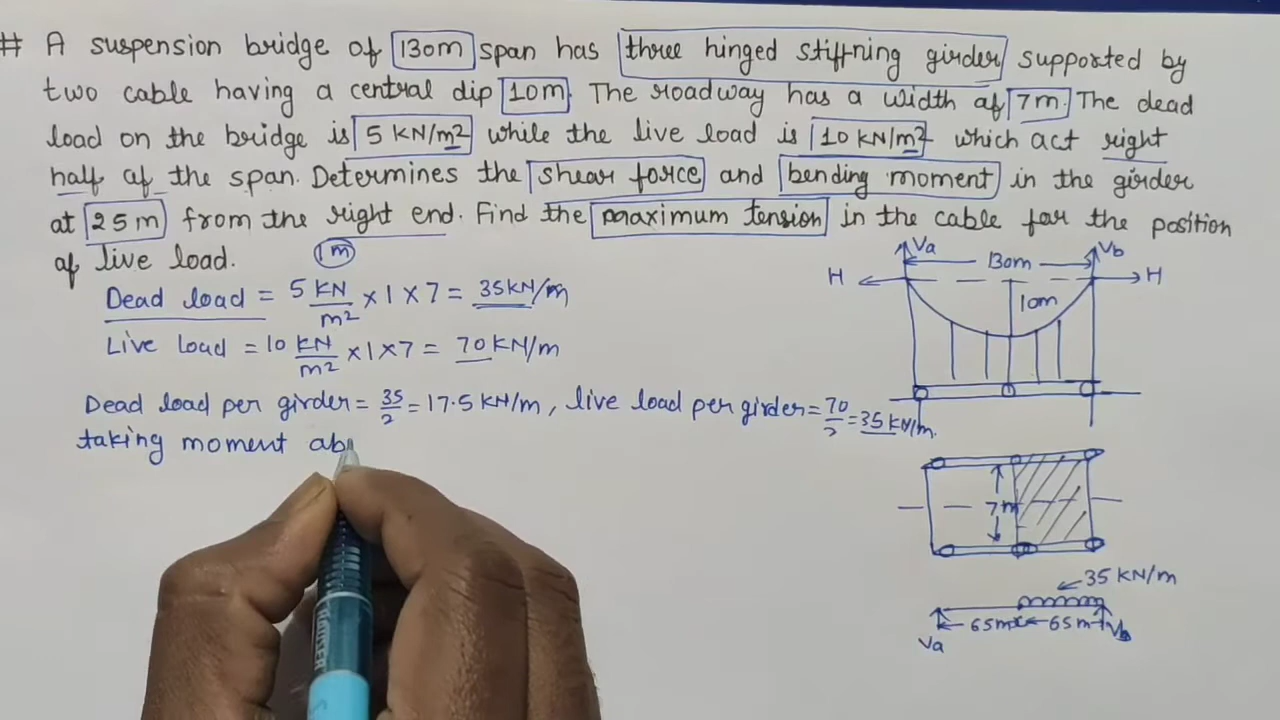 # A suspension bridge of 130m span has three hinged stiffning girder supported by
two cable having a central dip 10m. The roadway has a width of 7m. The dead
load on the bridge is 5 KN/m2 while the live load is 10 KN/m2 which act right
half of the span. Determines the shear force and bending moment in the girder
at 25m from the right end. Find the maximum tension in the cable for the position
of live load.
1m
Dead load = 5 KN/m2 × 1 × 7 = 35KN/m
Live load = 10 KN/m2 × 1 × 7 = 70KN/m
Dead load per girder = 35/2 = 17.5 KN/m, live load per girder = 70/2 = 35 KN/m.
taking moment ab
Va
Vb
H
130m
H
10m
7m
35 KN/m
65m
65m
Va
Vb
RAINTER